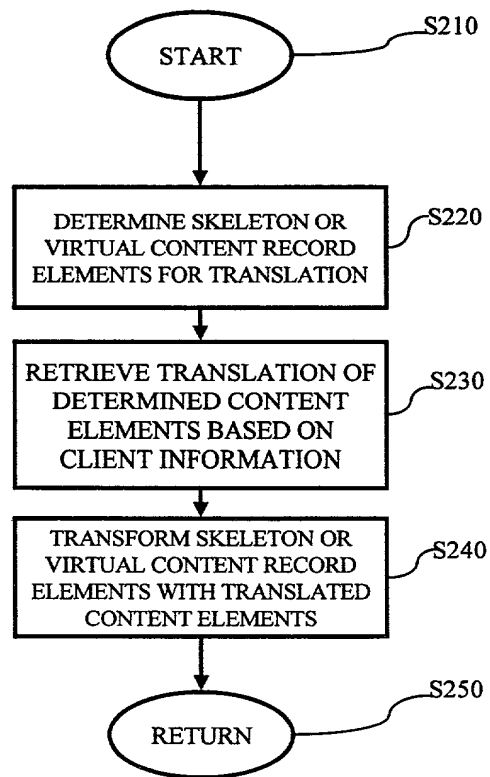 START
S210
DETERMINE SKELETON OR
VIRTUAL CONTENT RECORD
ELEMENTS FOR TRANSLATION
S220
RETRIEVE TRANSLATION OF
DETERMINED CONTENT
ELEMENTS BASED ON
CLIENT INFORMATION
S230
TRANSFORM SKELETON OR
VIRTUAL CONTENT RECORD
ELEMENTS WITH TRANSLATED
CONTENT ELEMENTS
S240
RETURN
S250